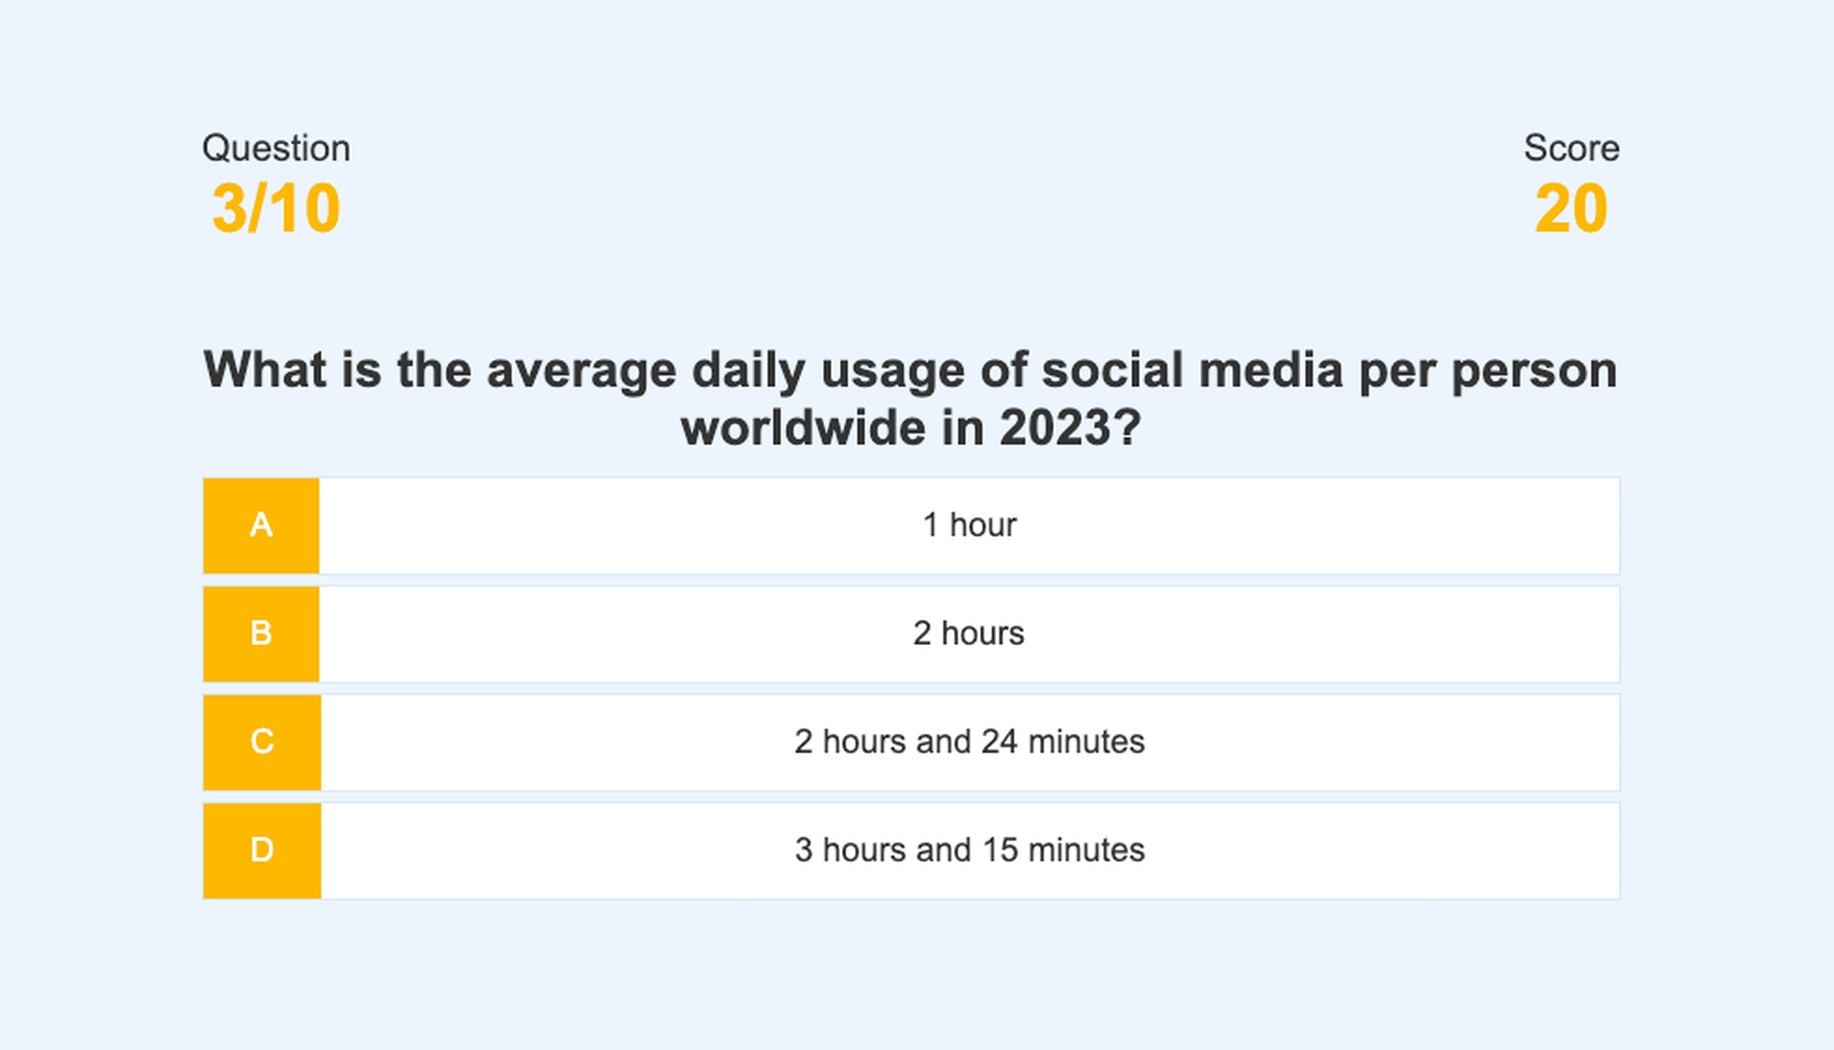 Question
3/10
Score
20
What is the average daily usage of social media per person
worldwide in 2023?
A
1 hour
B
2 hours
C
2 hours and 24 minutes
D
3 hours and 15 minutes